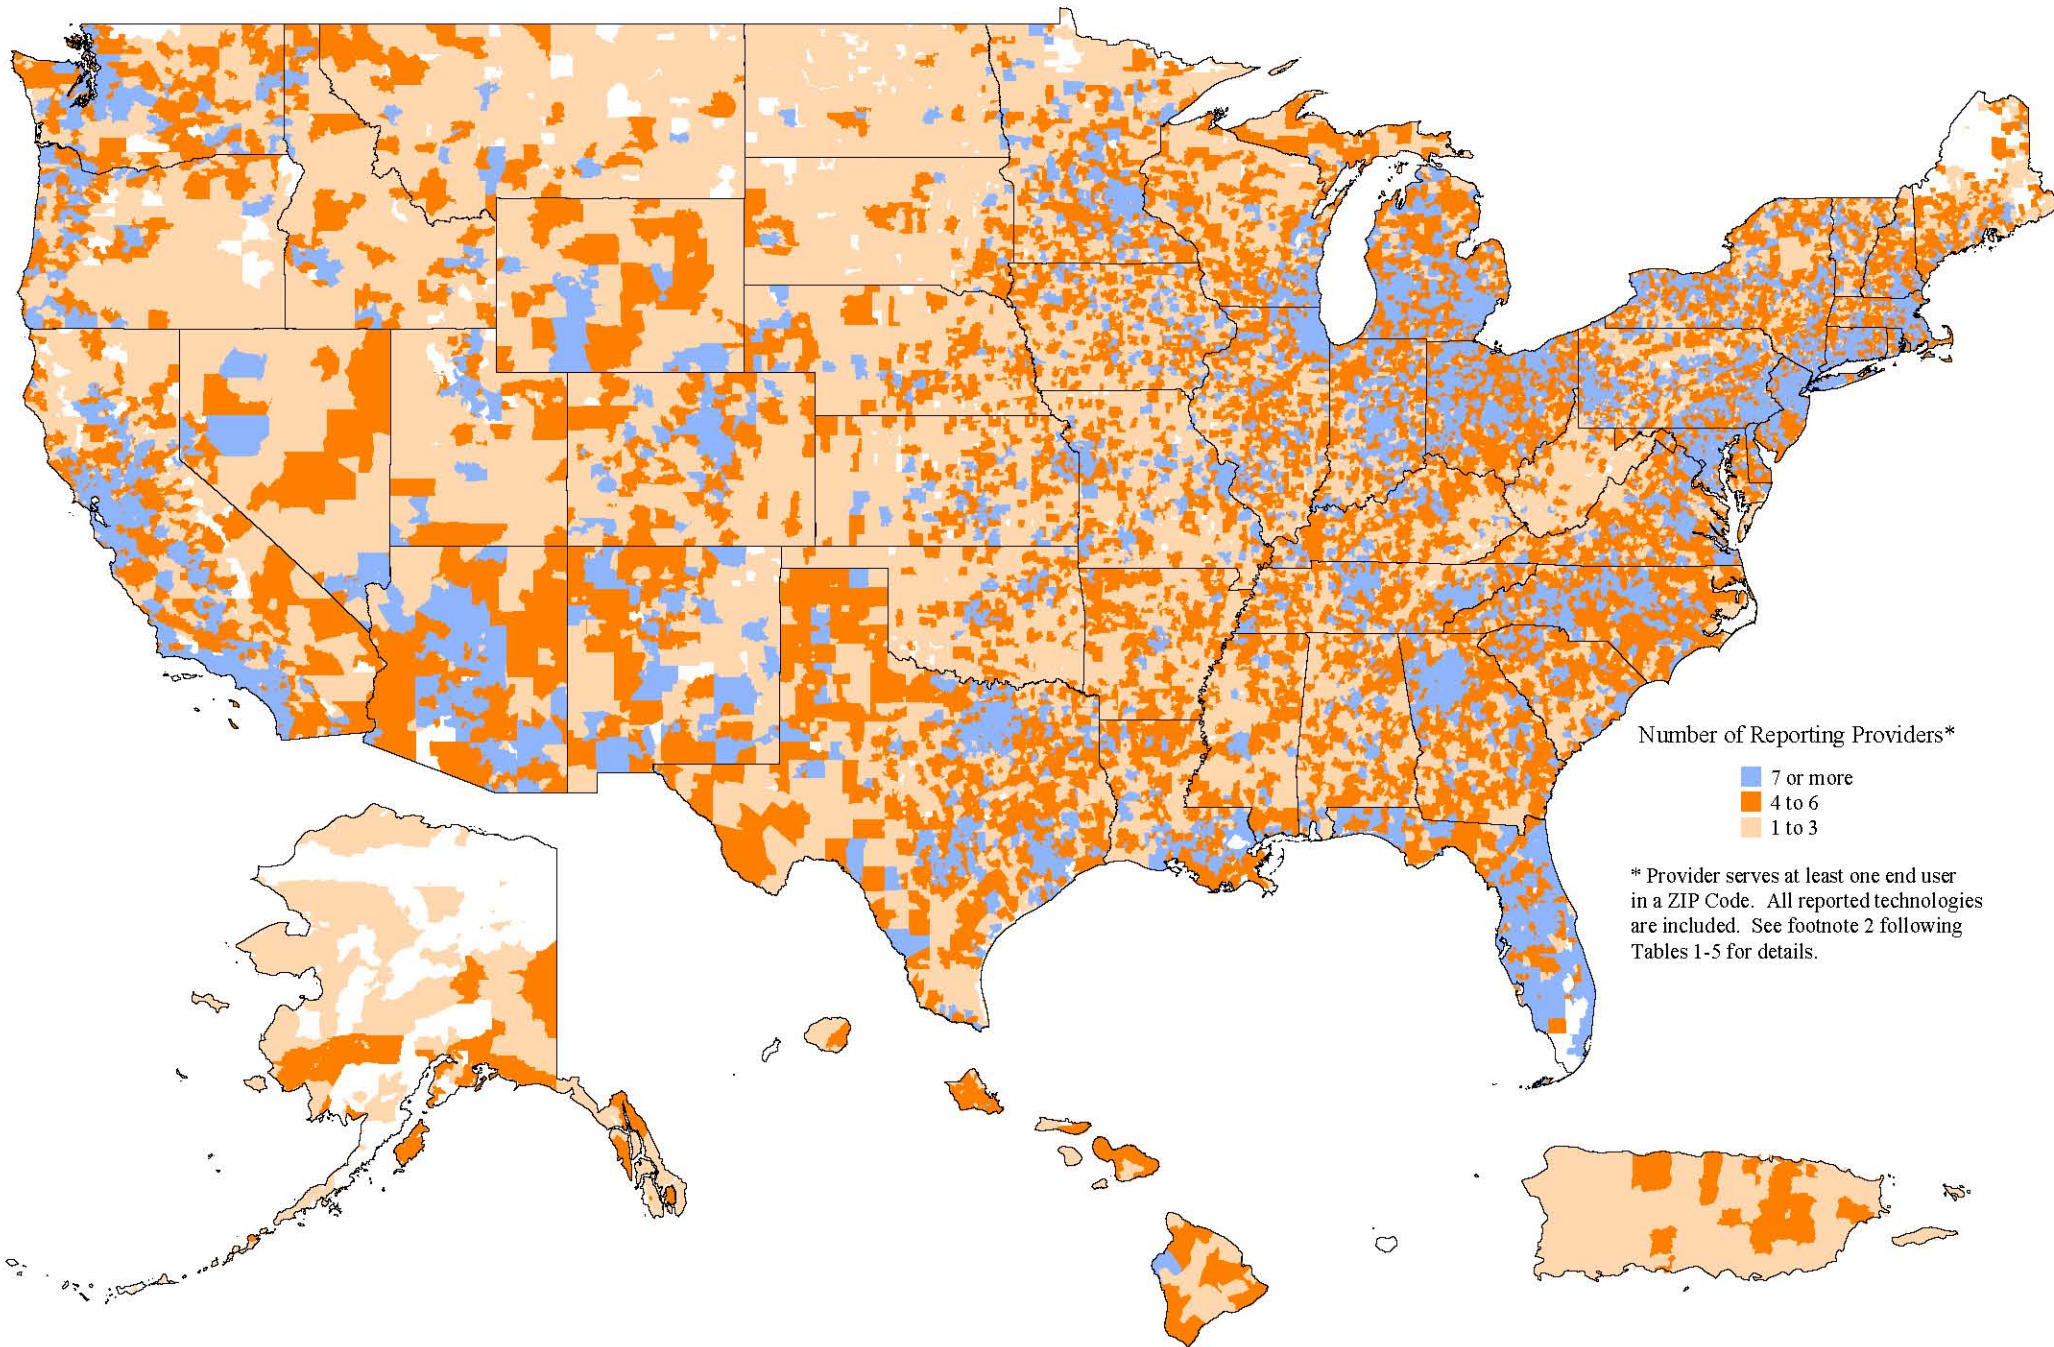 Number of Reporting Providers*
7 or more
4 to 6
1 to 3
* Provider serves at least one end user
in a ZIP Code. All reported technologies
are included. See footnote 2 following
Tables 1-5 for details.